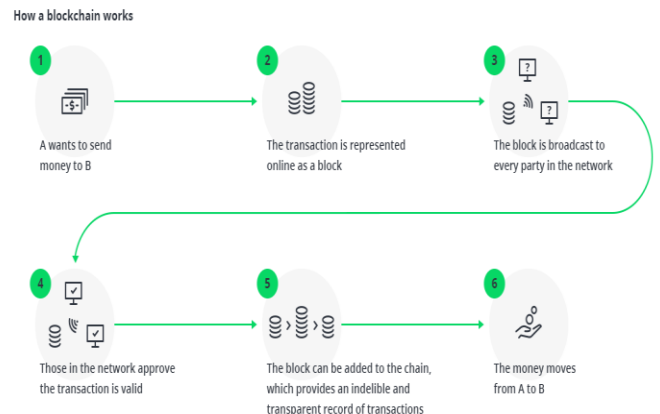 How a blockchain works
1
A wants to send
money to B
2
The transaction is represented
online as a block
3
The block is broadcast to
every party in the network
4
Those in the network approve
the transaction is valid
5
The block can be added to the chain,
which provides an indelible and
transparent record of transactions
6
The money moves
from A to B
-$-
?
?